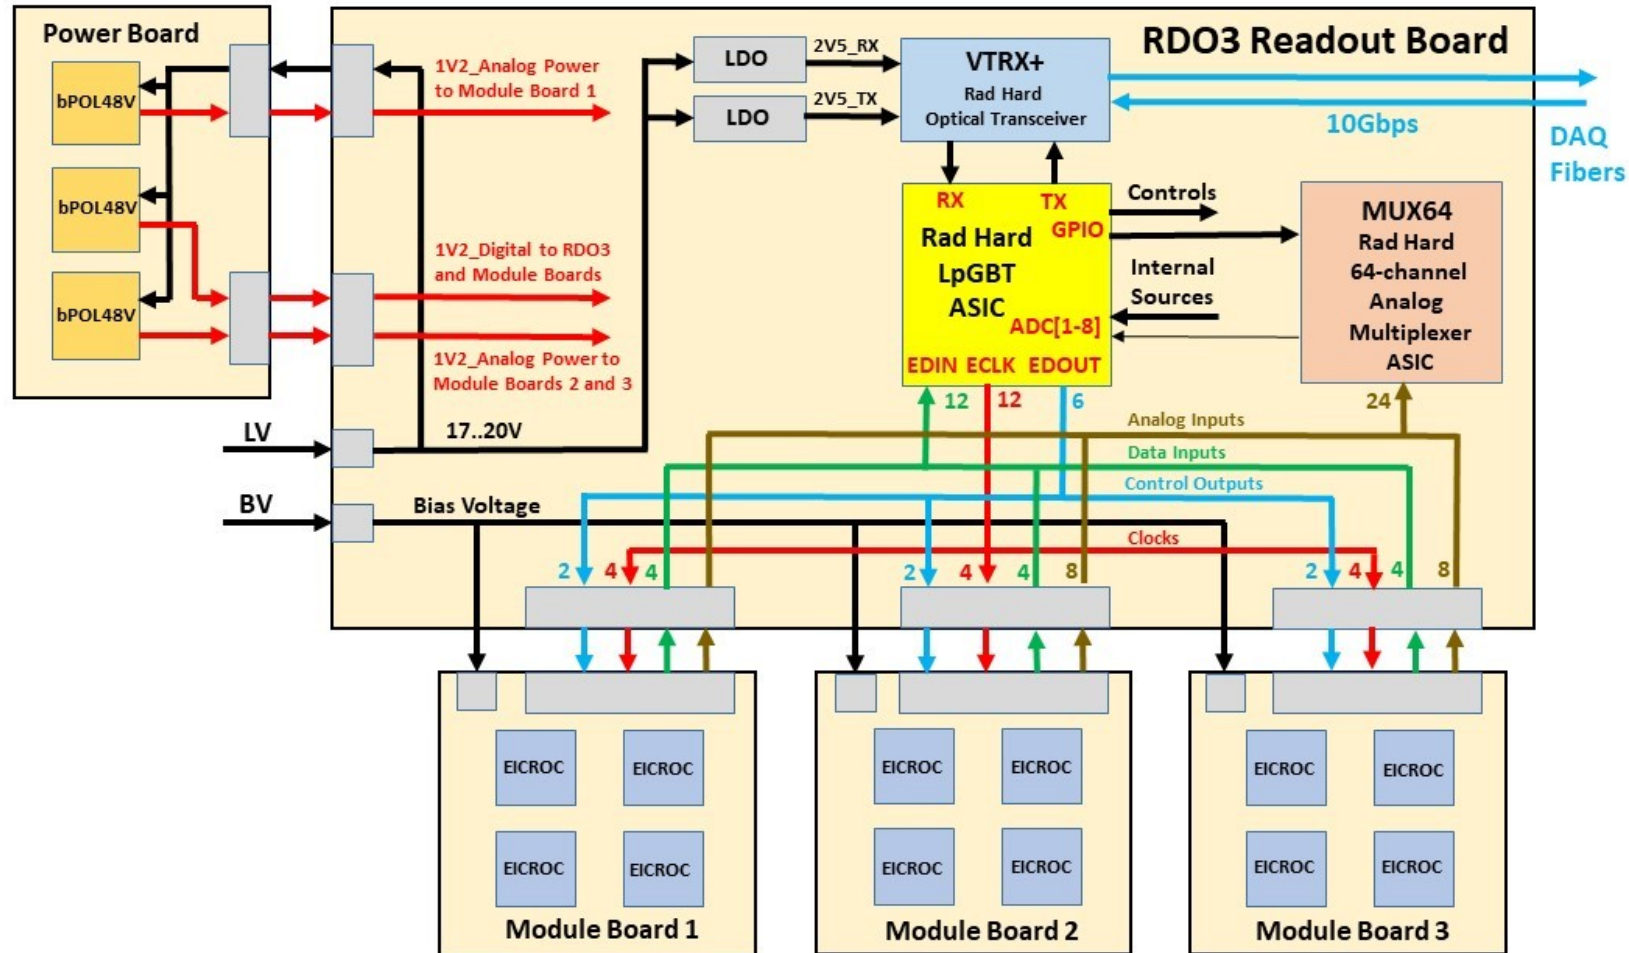 Power Board
bPOL48V
bPOL48V
bPOL48V
1V2_Analog Power
to Module Board 1
1V2_Digital to RDO3
and Module Boards
1V2_Analog Power to
Module Boards 2 and 3
RDO3 Readout Board
LDO
2V5_RX
LDO
2V5_TX
VTRX+
Rad Hard
Optical Transceiver
10Gbps
DAQ
Fibers
RX
TX
GPIO
Rad Hard
LpGBT
ASIC
ADC[1-8]
EDIN ECLK EDOUT
Controls
Internal
Sources
MUX64
Rad Hard
64-channel
Analog
Multiplexer
ASIC
12
12
6
24
LV
17..20V
BV
Bias Voltage
Analog Inputs
Data Inputs
Control Outputs
Clocks
2 4 4
2 4 4 8
2 4 4 8
EICROC
EICROC
EICROC
EICROC
Module Board 1
EICROC
EICROC
EICROC
EICROC
Module Board 2
EICROC
EICROC
EICROC
EICROC
Module Board 3